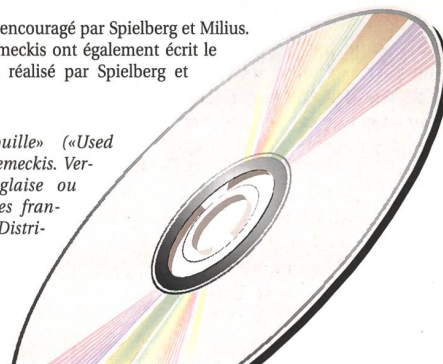 encouragé par Spielberg et Milius.
meckis ont également écrit le
réalisé par Spielberg et
ouille» («Used
emeckis. Ver-
glaise ou
es fran-
Distri-